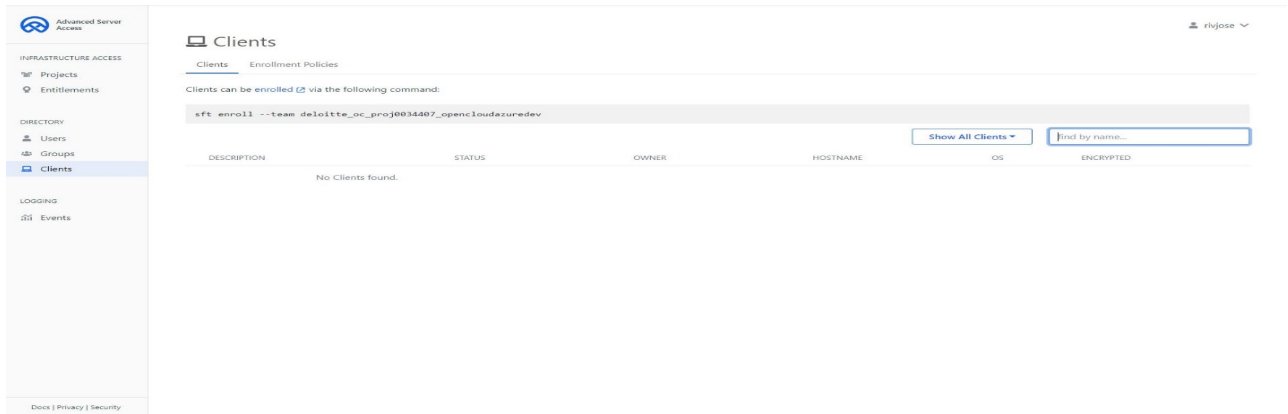 Advanced Server
Access
INFRASTRUCTURE ACCESS
Projects
Entitlements
DIRECTORY
Users
Groups
Clients
LOGGING
Events
Docs | Privacy | Security
rivjose
Clients
Clients Enrollment Policies
Clients can be enrolled via the following command:
sft enroll --team deloitte_oc_proj0034407_opencloudazuredev
Show All Clients find by name...
DESCRIPTION STATUS OWNER HOSTNAME OS ENCRYPTED
No Clients found.